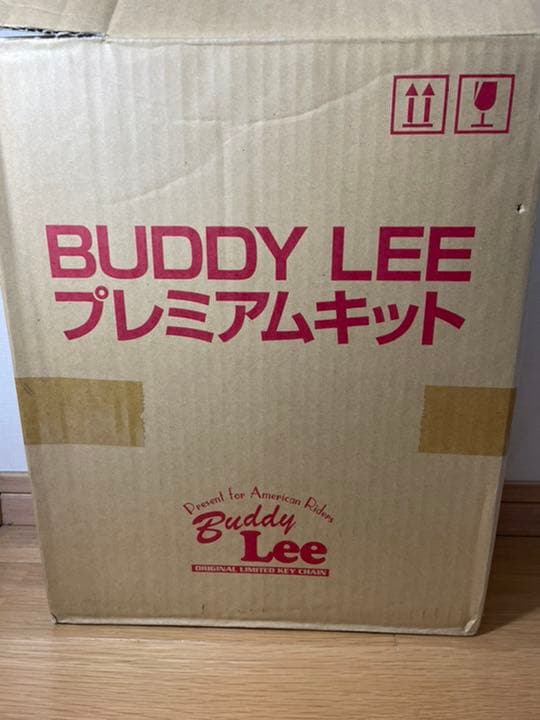 BUDDY LEE
プレミアムキット
Present for American Riders
Buddy
Lee
ORIGINAL LIMITED KEY CHAIN